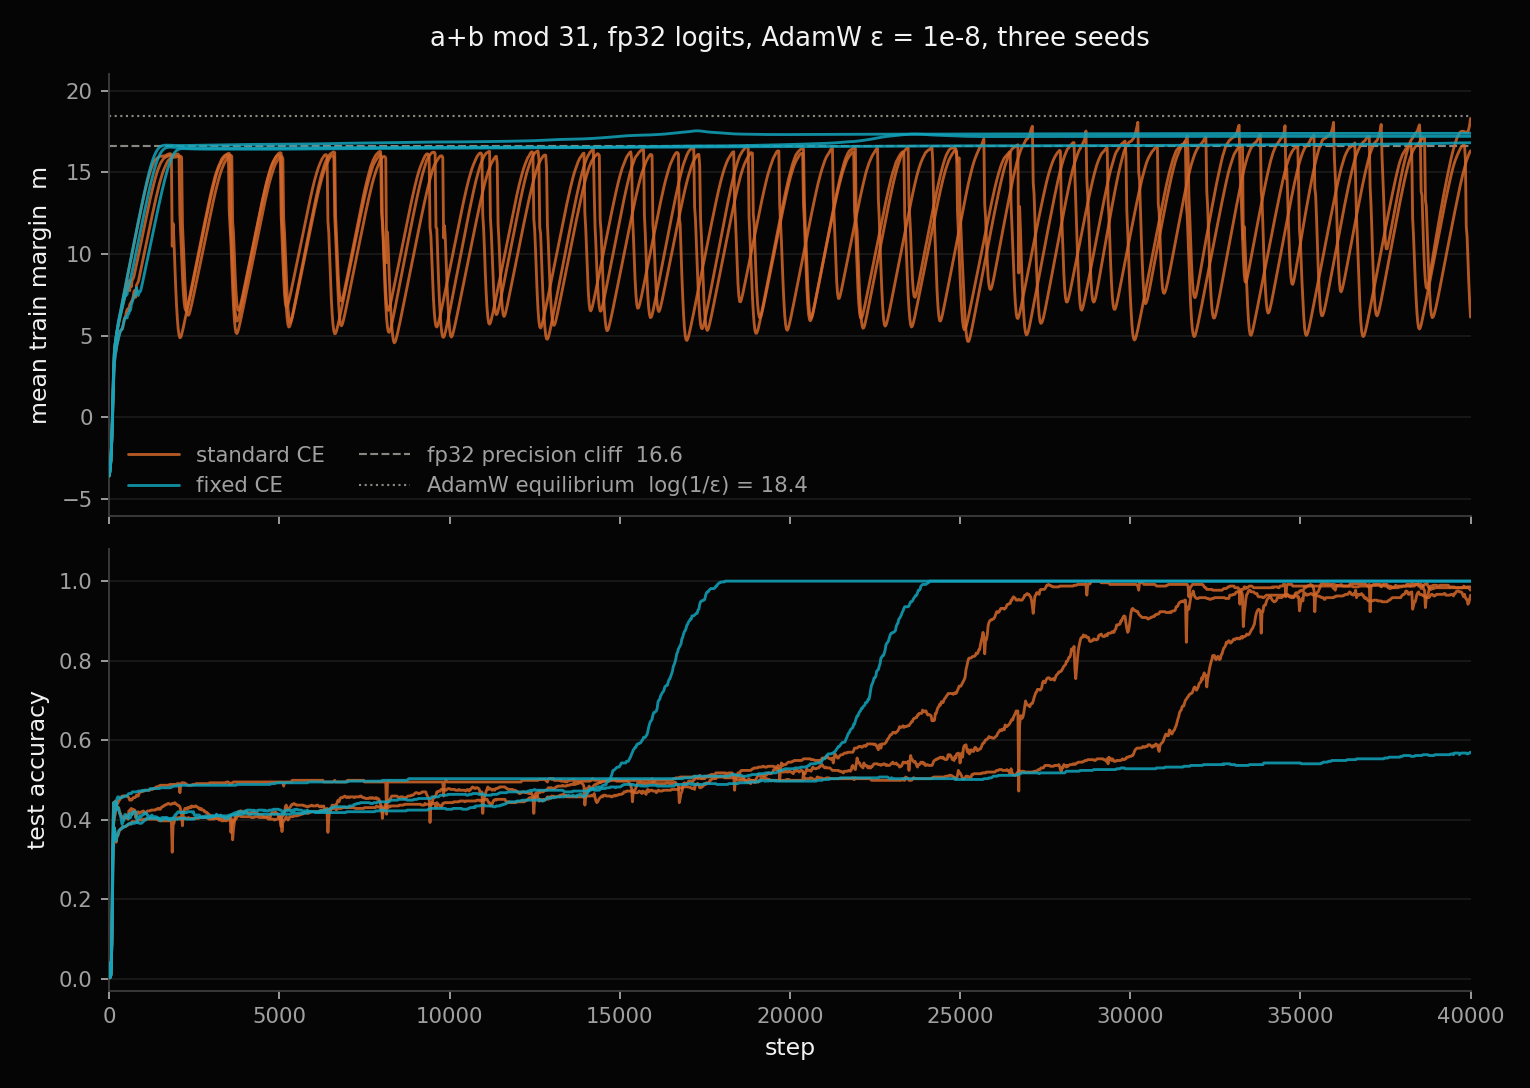 a+b mod 31, fp32 logits, AdamW ε = 1e-8, three seeds
20
15
10
5
0
−5
mean train margin  m
standard CE
fixed CE
fp32 precision cliff  16.6
AdamW equilibrium  log(1/ε) = 18.4
1.0
0.8
0.6
0.4
0.2
0.0
test accuracy
0
5000
10000
15000
20000
25000
30000
35000
40000
step